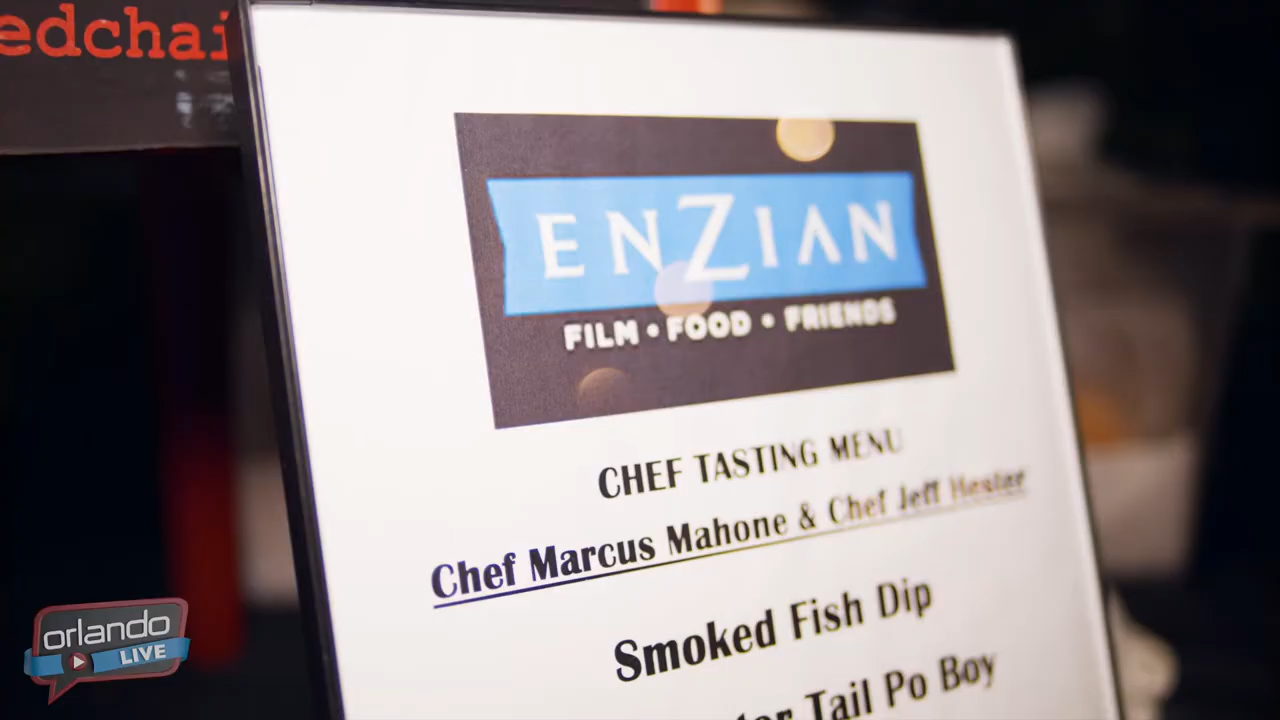 edchai
ENZIAN
FILM • FOOD • FRIENDS
CHEF TASTING MENU
Chef Marcus Mahone & Chef Jeff Hester
Smoked Fish Dip
Tail Po Boy
orlando
LIVE